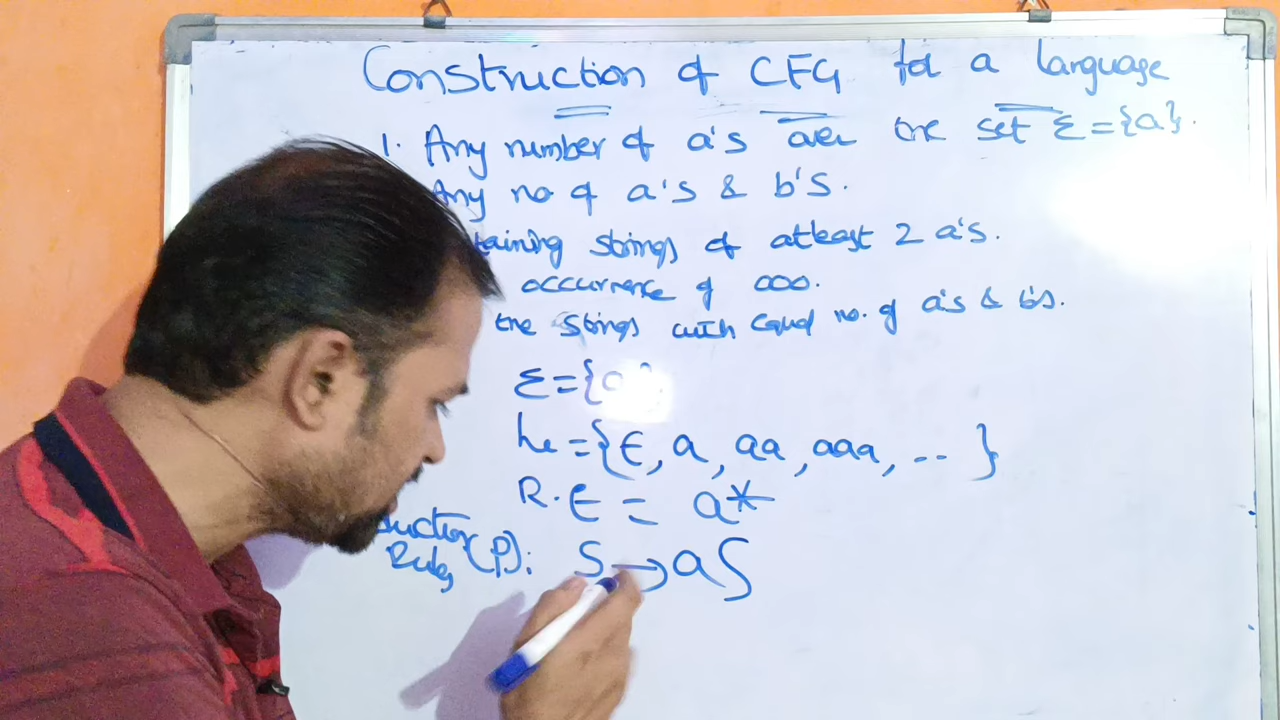 Construction of CFG for a language
1. Any number of a's over the set Σ={a}.
Any no of a's & b's.
taining strings of atleast 2 a's.
occurrence of 000.
the strings with equal no. of a's & b's.
Σ={a}
L={ε, a, aa, aaa, .. }
R.E = a*
duction
Rules (P): S→aS